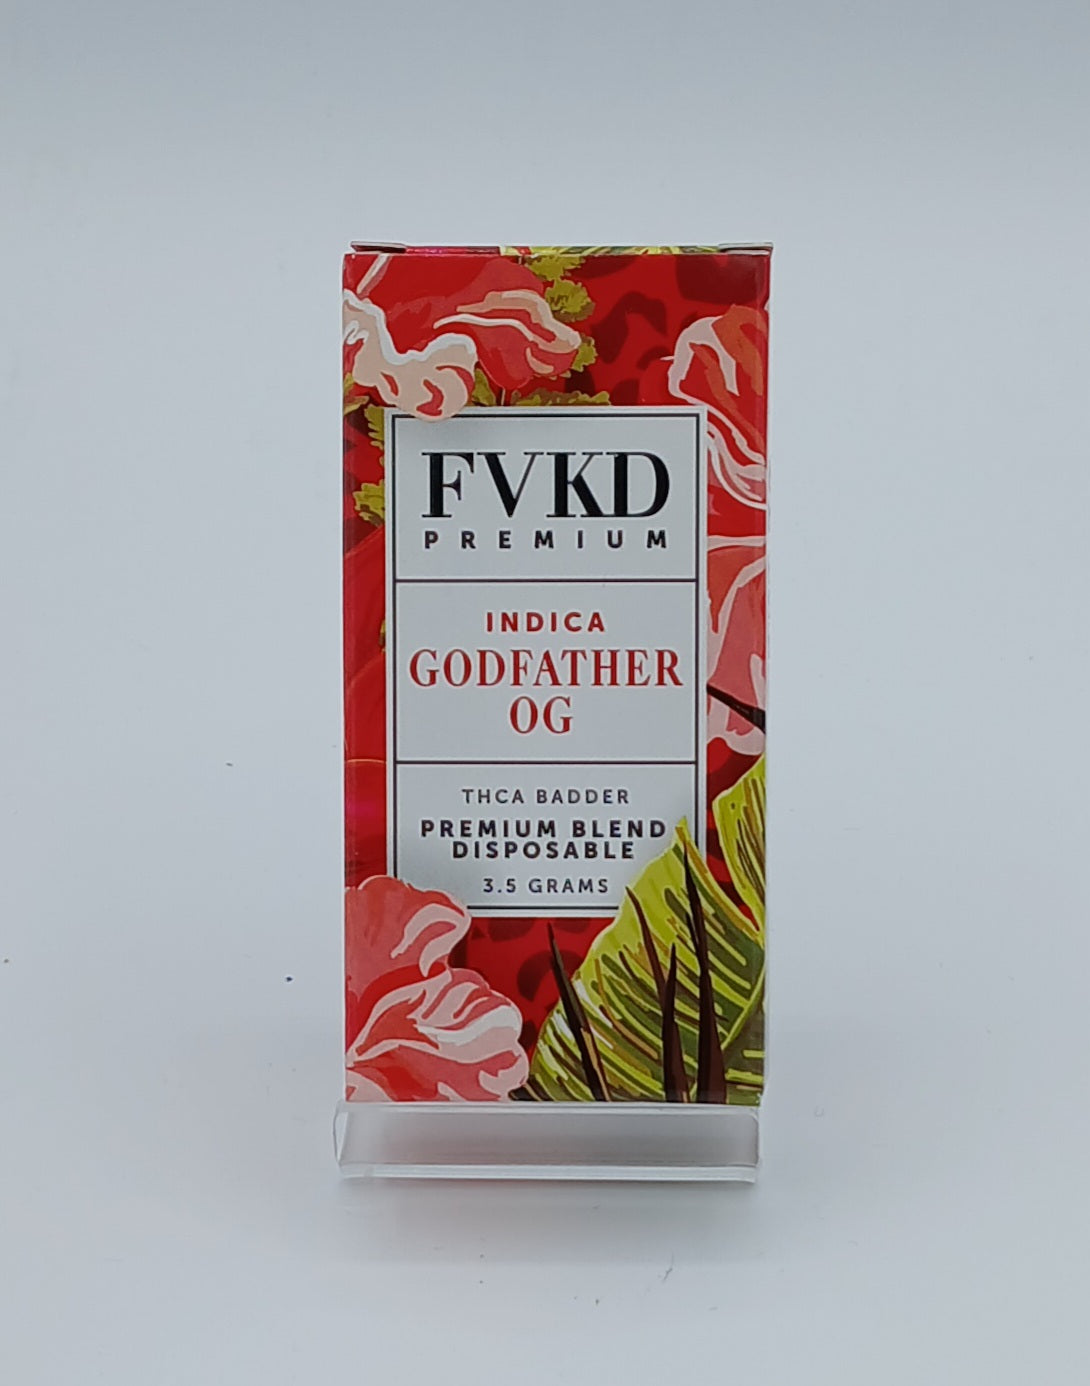 FVKD
PREMIUM
INDICA
GODFATHER
OG
THCA BADDER
PREMIUM BLEND
DISPOSABLE
3.5 GRAMS